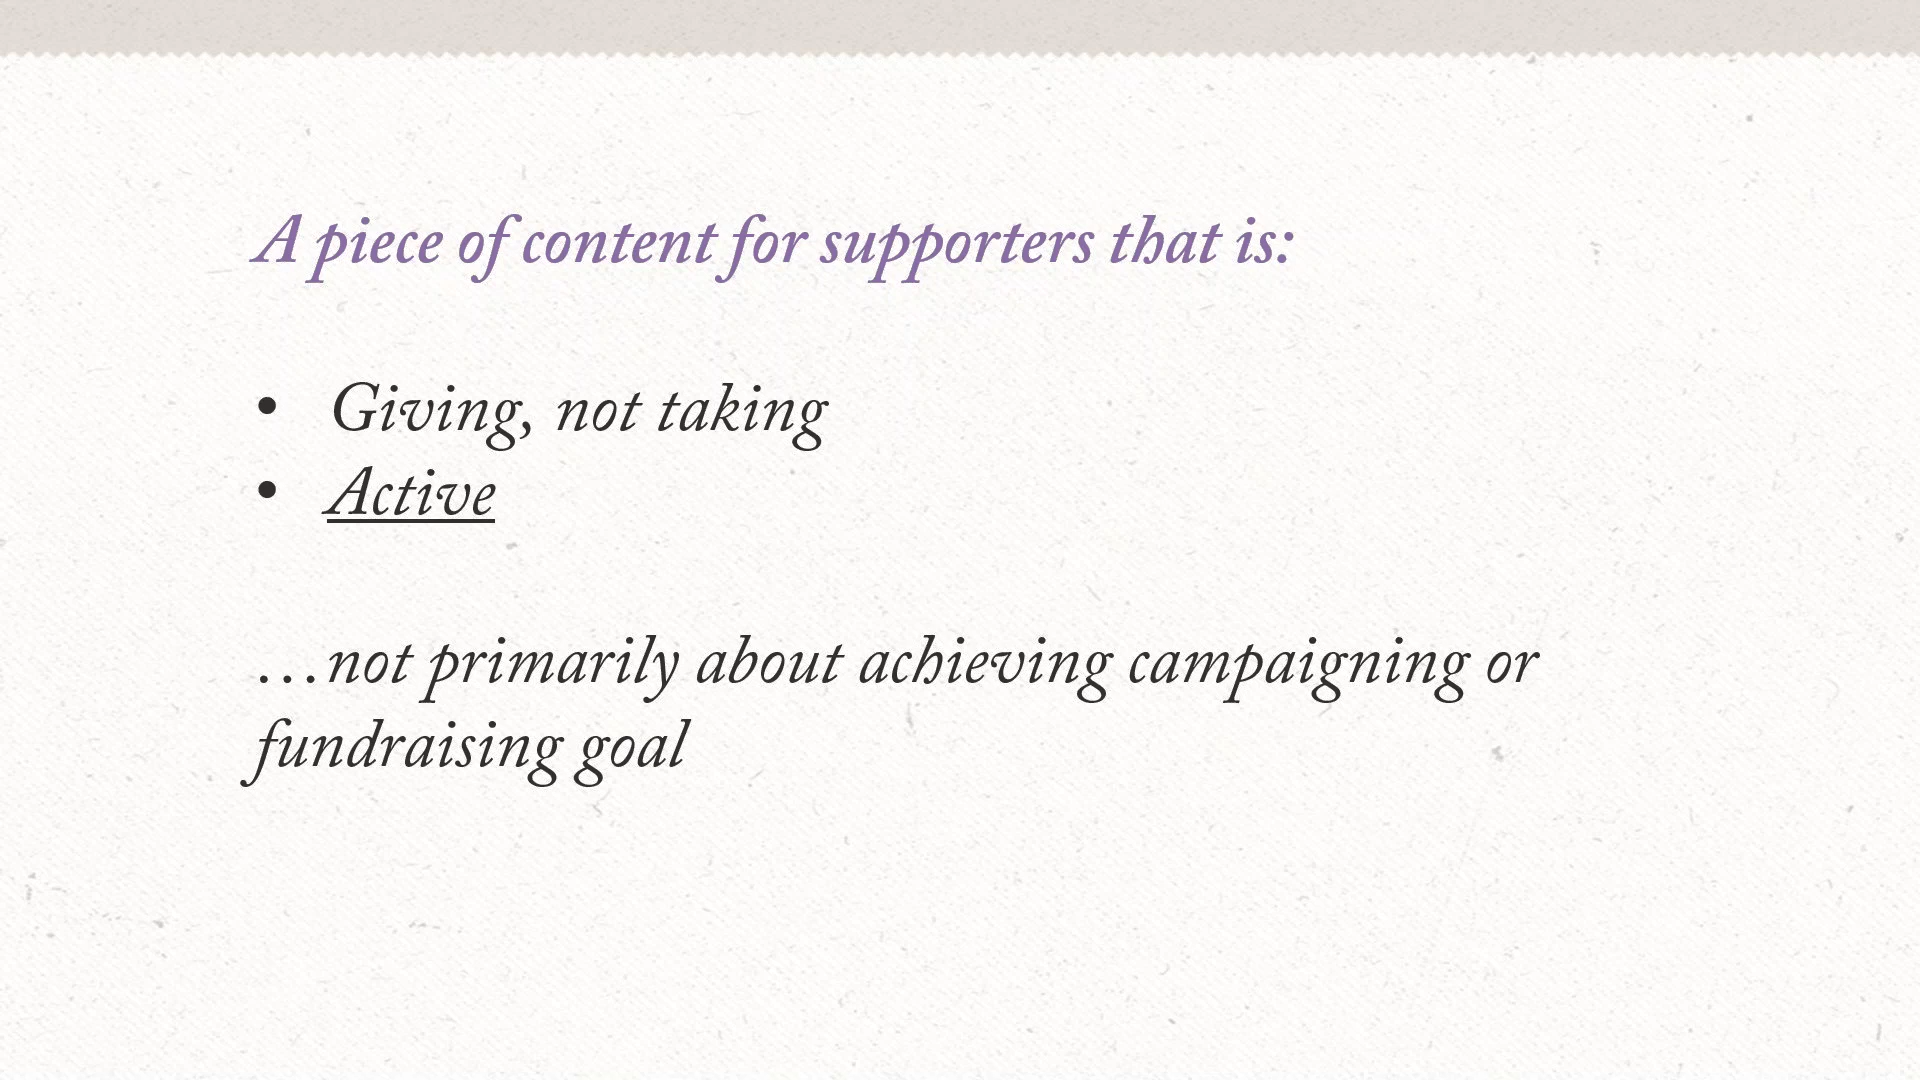 A piece of content for supporters that is:
• Giving, not taking
• Active
…not primarily about achieving campaigning or
fundraising goal